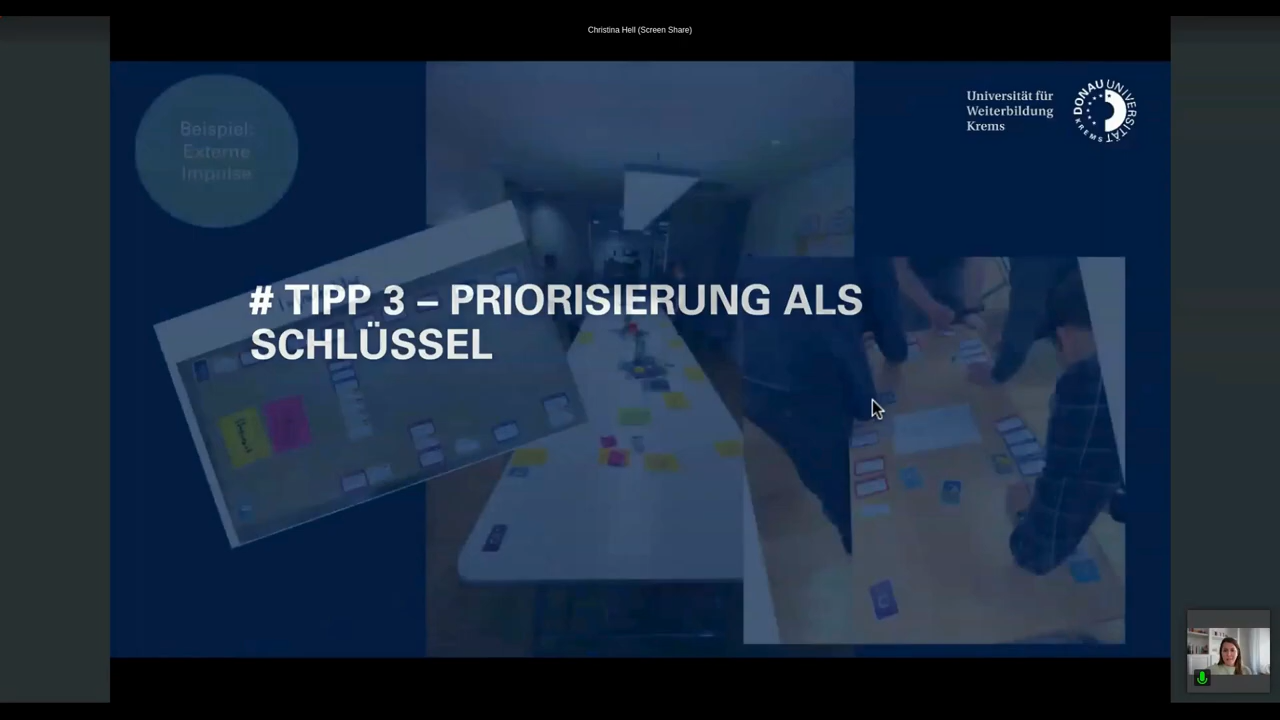 Christina Hell (Screen Share)
Beispiel:
Externe
Impulse
Universität für
Weiterbildung
Krems
DONAU UNIVERSITÄT
KREMS
# TIPP 3 – PRIORISIERUNG ALS
SCHLÜSSEL